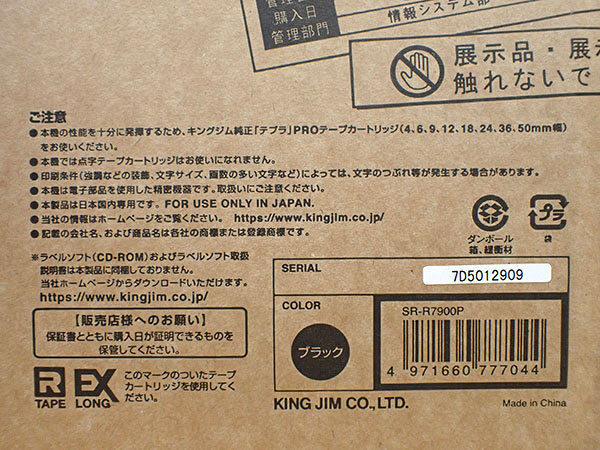 購入日
管理部門
情報システム部
展示品・展
触れないで
ご注意
●本機の性能を十分に発揮するため、キングジム純正「テプラ」PROテープカートリッジ(4、6、9、12、18、24、36、50mm幅)
をお使いください。
●本機では点字テープカートリッジはお使いになれません。
●印刷条件(強調などの装飾、文字サイズ、画数の多い文字など)によっては、文字のつぶれ等が発生する場合があります。
●本機は電子部品を使用した精密機器です。取扱いにご注意ください。
●本製品は日本国内専用です。FOR USE ONLY IN JAPAN.
●当社の情報はホームページをご覧ください。 https://www.kingjim.co.jp/
●記載の会社名、および商品名は各社の商標または登録商標です。
※ラベルソフト(CD-ROM)およびラベルソフト取扱
説明書は本製品に同梱しておりません。
当社ホームページからダウンロードいただけます。
https://www.kingjim.co.jp/
【販売店様へのお願い】
保証書とともに購入日が証明できるものを
保管してください。
R
TAPE
EX
LONG
このマークのついたテープ
カートリッジを使用してく
ださい。
ダンボール
箱、緩衝材
プラ
袋
SERIAL
7D5012909
COLOR
ブラック
SR-R7900P
4 971660 777044
KING JIM CO., LTD.
Made in China